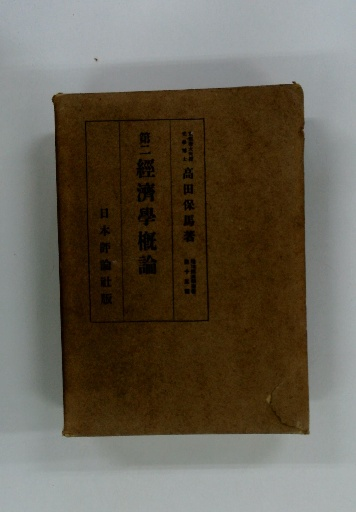 高田保馬著
第二 經濟學概論
日本評論社版